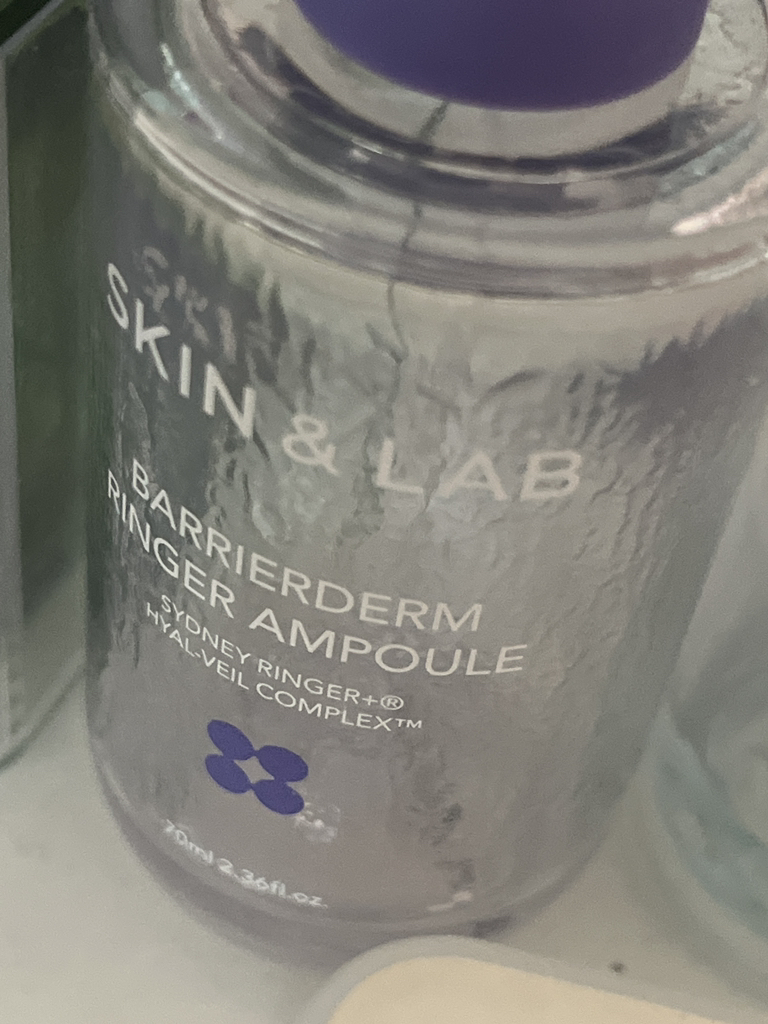 SKIN & LAB
BARRIERDERM
RINGER AMPOULE
SYDNEY RINGER+®
HYAL-VEIL COMPLEX™
70ml 2.36fl.oz